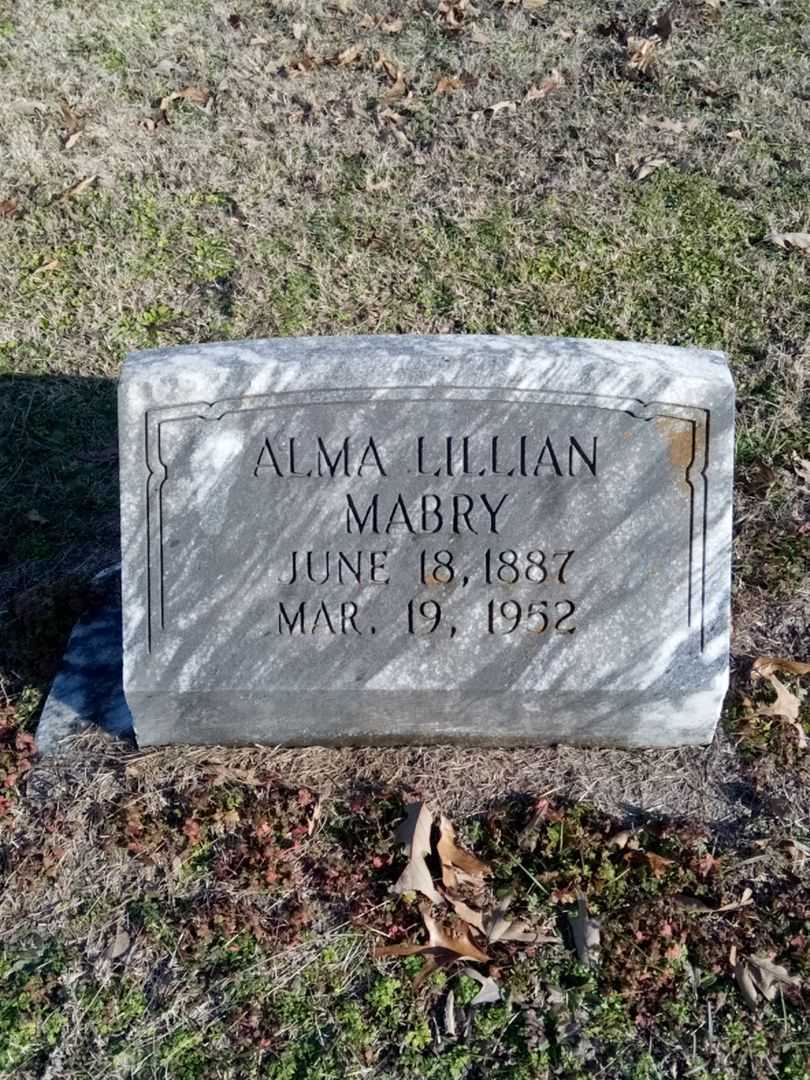 ALMA LILLIAN
MABRY
JUNE 18, 1887
MAR. 19, 1952